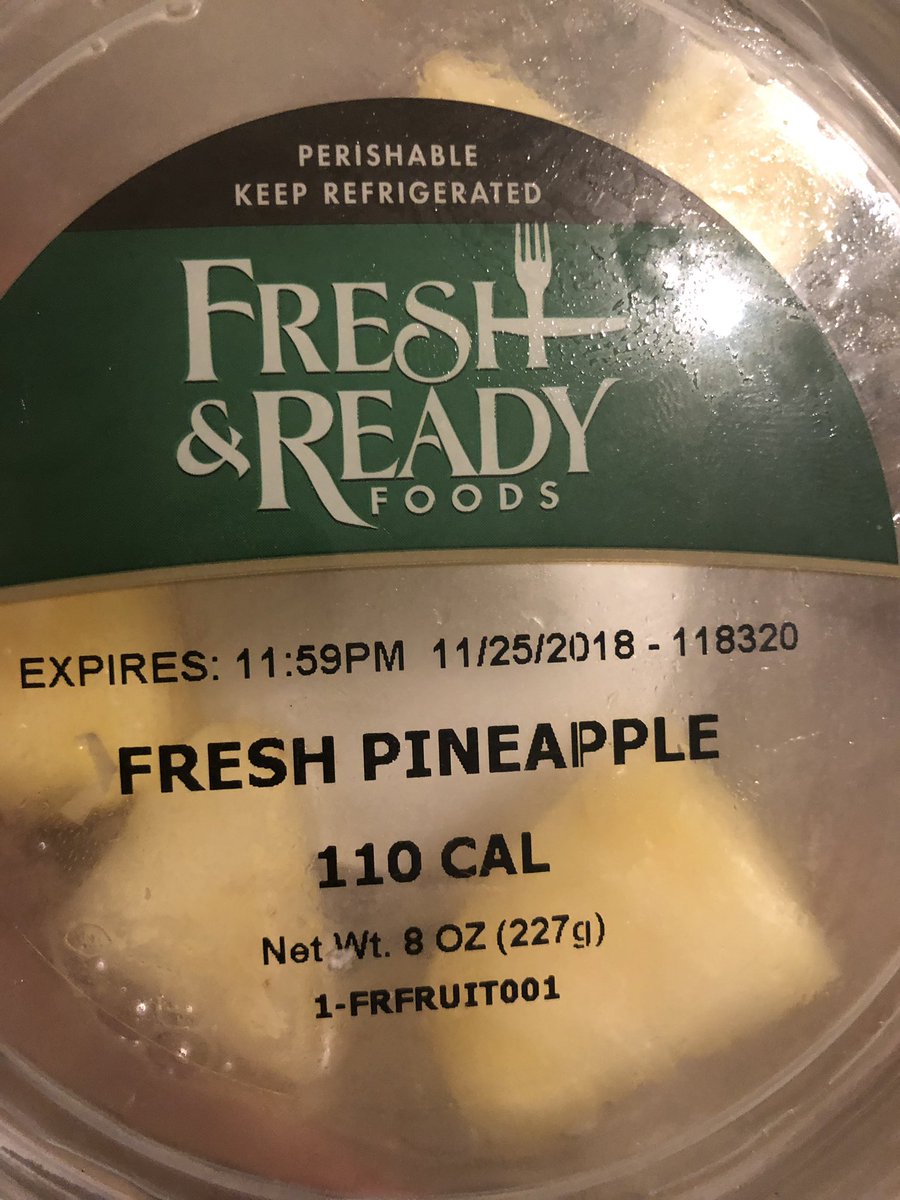 PERISHABLE
KEEP REFRIGERATED
FRESH
&READY
FOODS
EXPIRES: 11:59PM 11/25/2018 - 118320
FRESH PINEAPPLE
110 CAL
Net Wt. 8 OZ (227g)
1-FRFRUIT001